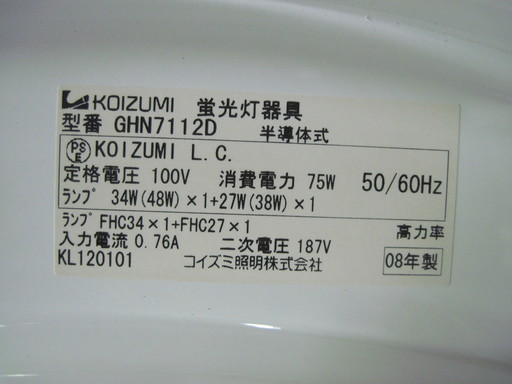 KOIZUMI 蛍光灯器具
型番 GHN7112D 半導体式
PSE KOIZUMI L.C.
定格電圧 100V 消費電力 75W 50/60Hz
ランプ 34W(48W)×1+27W(38W)×1
ランプ FHC34×1+FHC27×1 高力率
入力電流 0.76A 二次電圧 187V
KL120101 コイズミ照明株式会社 08年製